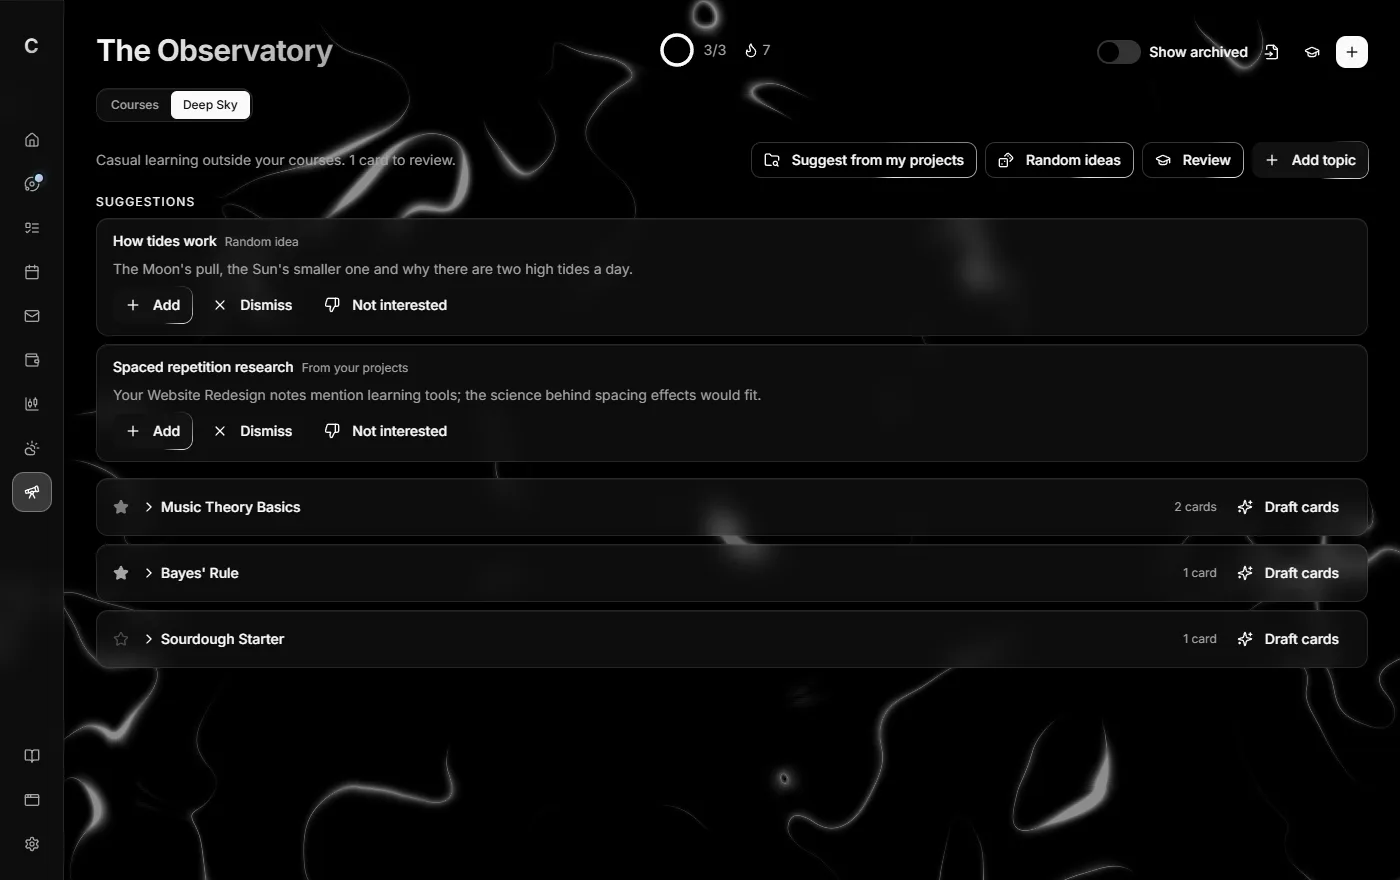 C
The Observatory
3/3
7
Show archived
Courses
Deep Sky
Casual learning outside your courses. 1 card to review.
Suggest from my projects
Random ideas
Review
Add topic
SUGGESTIONS
How tides work Random idea
The Moon's pull, the Sun's smaller one and why there are two high tides a day.
Add
Dismiss
Not interested
Spaced repetition research From your projects
Your Website Redesign notes mention learning tools; the science behind spacing effects would fit.
Add
Dismiss
Not interested
Music Theory Basics
2 cards
Draft cards
Bayes' Rule
1 card
Draft cards
Sourdough Starter
1 card
Draft cards